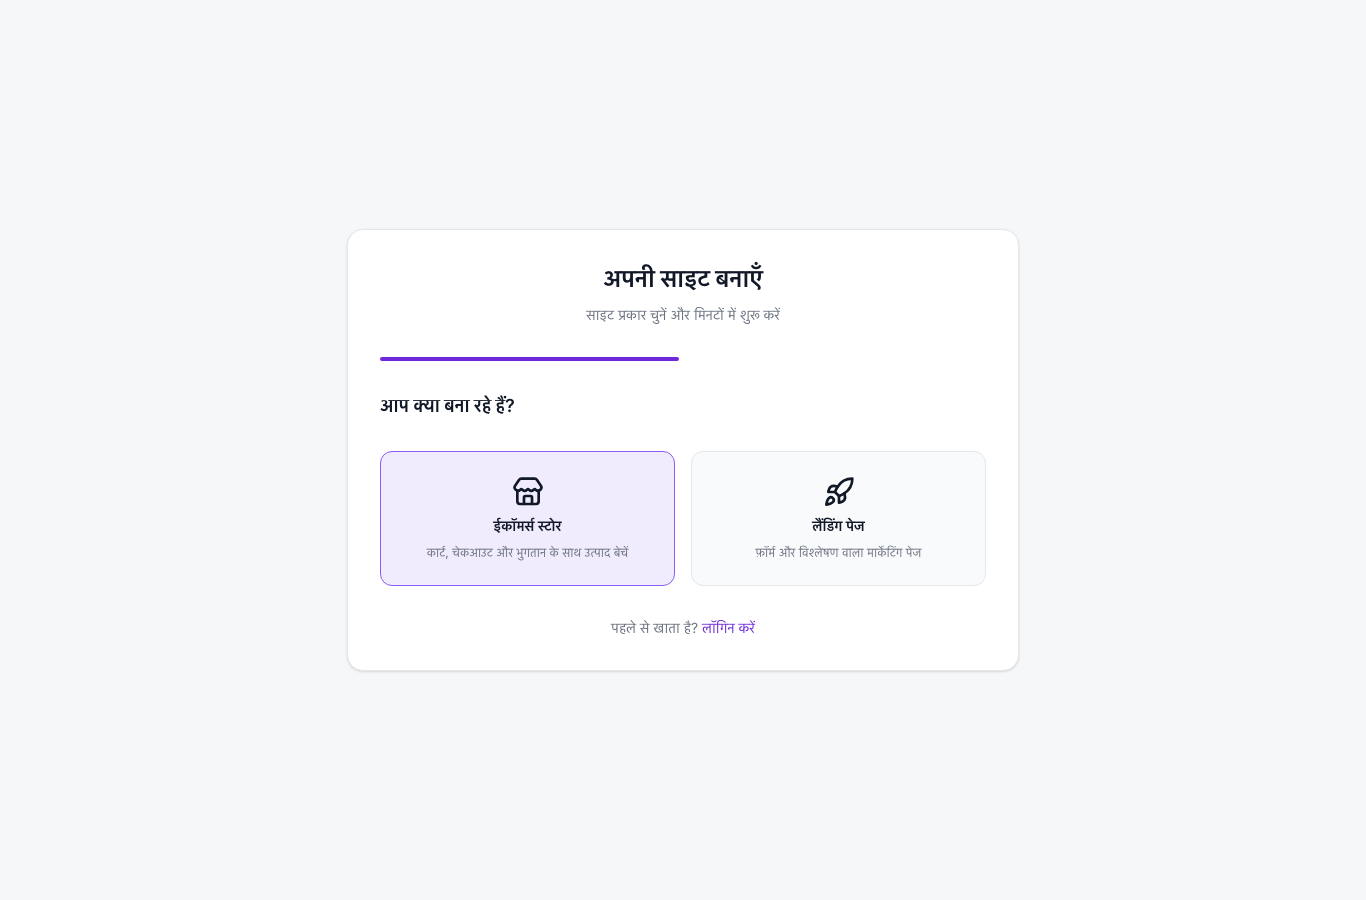 अपनी साइट बनाएँ
साइट प्रकार चुनें और मिनटों में शुरू करें
आप क्या बना रहे हैं?
ईकॉमर्स स्टोर
कार्ट, चेकआउट और भुगतान के साथ उत्पाद बेचें
लैंडिंग पेज
फ़ॉर्म और विश्लेषण वाला मार्केटिंग पेज
पहले से खाता है? लॉगिन करें